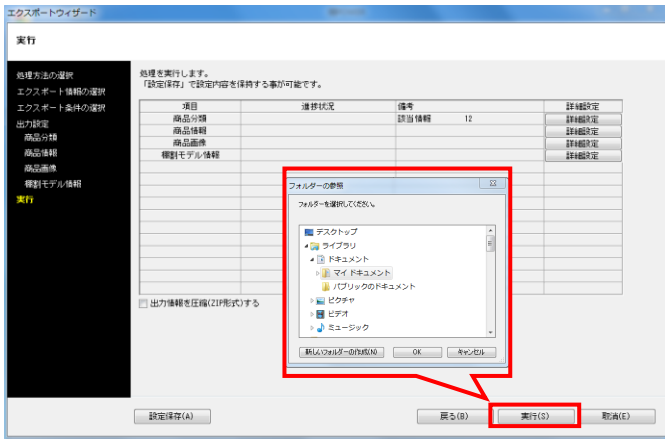 エクスポートウィザード
実行
処理方法の選択
エクスポート情報の選択
エクスポート条件の選択
出力設定
商品分類
商品情報
商品画像
棚割モデル情報
実行
処理を実行します。
「設定保存」で設定内容を保持する事が可能です。
項目 進捗状況 備考 詳細設定
商品分類 該当情報 12 詳細設定
商品情報 詳細設定
商品画像 詳細設定
棚割モデル情報 詳細設定
フォルダーの参照
フォルダーを選択してください。
デスクトップ
ライブラリ
ドキュメント
マイ ドキュメント
パブリックのドキュメント
ピクチャ
ビデオ
ミュージック
新しいフォルダーの作成(N) OK キャンセル
出力情報を圧縮(ZIP形式)する
設定保存(A) 戻る(B) 実行(S) 取消(E)